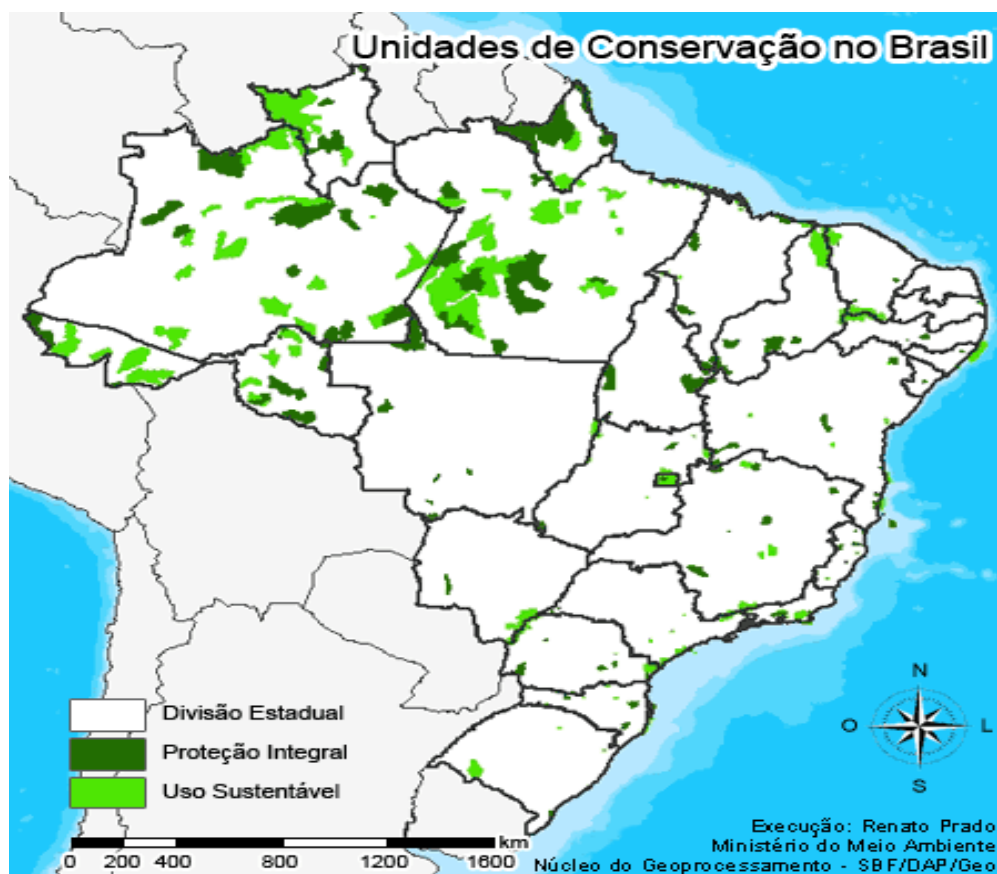 Unidades de Conservação no Brasil
N
O L
S
Divisão Estadual
Proteção Integral
Uso Sustentável
km
0 200 400 800 1200 1600
Execução: Renato Prado
Ministério do Meio Ambiente
Núcleo do Geoprocessamento - SBF/DAP/Geo